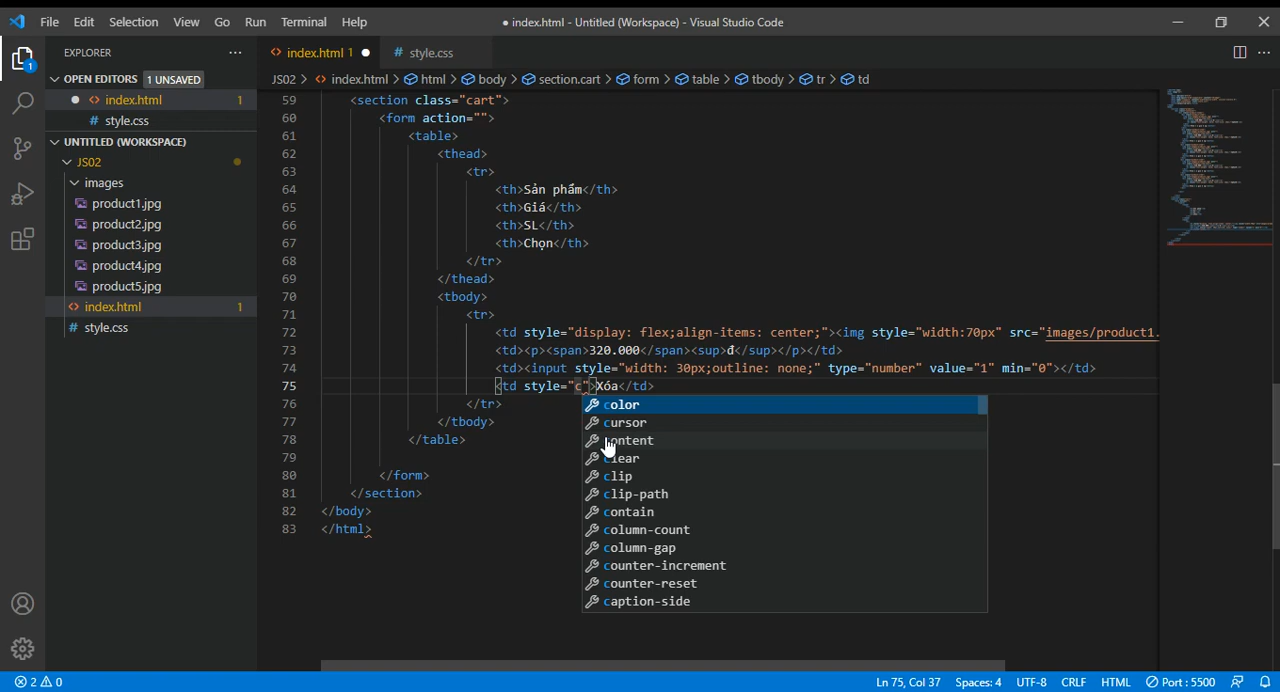 File Edit Selection View Go Run Terminal Help
● index.html - Untitled (Workspace) - Visual Studio Code
EXPLORER
OPEN EDITORS 1 UNSAVED
● <> index.html 1
# style.css
UNTITLED (WORKSPACE)
JS02
images
product1.jpg
product2.jpg
product3.jpg
product4.jpg
product5.jpg
<> index.html 1
# style.css
1
<> index.html 1 ●
# style.css
JS02 > <> index.html > html > body > section.cart > form > table > tbody > tr > td
59 <section class="cart">
60 <form action="">
61 <table>
62 <thead>
63 <tr>
64 <th>Sản phẩm</th>
65 <th>Giá</th>
66 <th>SL</th>
67 <th>Chọn</th>
68 </tr>
69 </thead>
70 <tbody>
71 <tr>
72 <td style="display: flex;align-items: center;"><img style="width:70px" src="images/product1.
73 <td><p><span>320.000</span><sup>đ</sup></p></td>
74 <td><input style="width: 30px;outline: none;" type="number" value="1" min="0"></td>
75 <td style="c">Xóa</td>
76 </tr>
77 </tbody>
78 </table>
79
80 </form>
81 </section>
82 </body>
83 </html>
color
cursor
content
clear
clip
clip-path
contain
column-count
column-gap
counter-increment
counter-reset
caption-side
2 0
Ln 75, Col 37 Spaces: 4 UTF-8 CRLF HTML Port : 5500